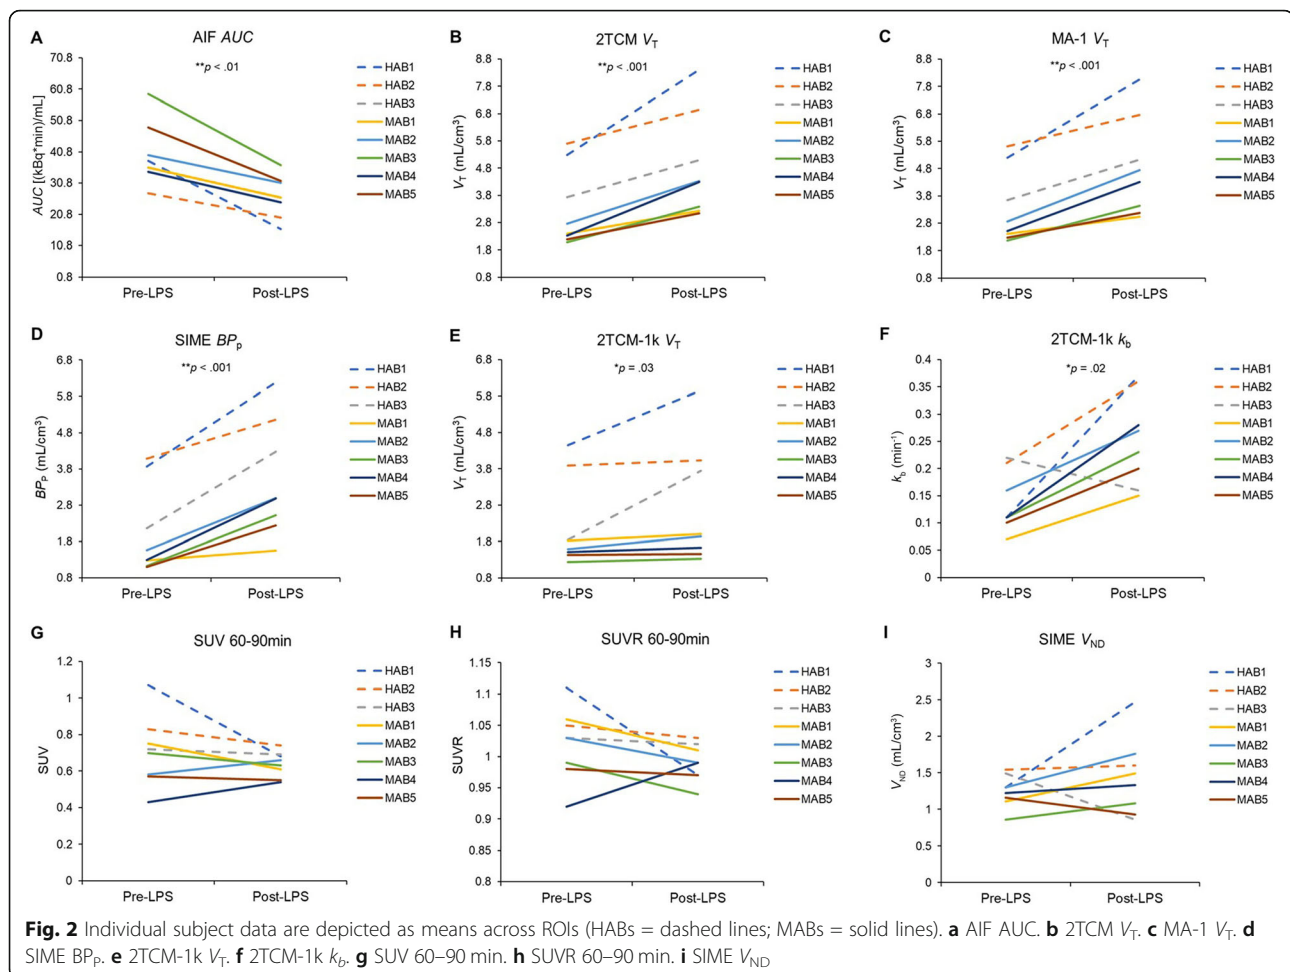 A
AIF AUC
**p < .01
70.8
60.8
50.8
40.8
30.8
20.8
10.8
0.8
AUC [(kBq*min)/mL]
Pre-LPS Post-LPS
HAB1
HAB2
HAB3
MAB1
MAB2
MAB3
MAB4
MAB5
B
2TCM VT
**p < .001
8.8
7.8
6.8
5.8
4.8
3.8
2.8
1.8
0.8
VT (mL/cm³)
Pre-LPS Post-LPS
HAB1
HAB2
HAB3
MAB1
MAB2
MAB3
MAB4
MAB5
C
MA-1 VT
**p < .001
8.8
7.8
6.8
5.8
4.8
3.8
2.8
1.8
0.8
VT (mL/cm³)
Pre-LPS Post-LPS
HAB1
HAB2
HAB3
MAB1
MAB2
MAB3
MAB4
MAB5
D
SIME BPp
**p < .001
6.8
5.8
4.8
3.8
2.8
1.8
0.8
BPP (mL/cm³)
Pre-LPS Post-LPS
HAB1
HAB2
HAB3
MAB1
MAB2
MAB3
MAB4
MAB5
E
2TCM-1k VT
*p = .03
6.8
5.8
4.8
3.8
2.8
1.8
0.8
VT (mL/cm³)
Pre-LPS Post-LPS
HAB1
HAB2
HAB3
MAB1
MAB2
MAB3
MAB4
MAB5
F
2TCM-1k kb
*p = .02
0.4
0.35
0.3
0.25
0.2
0.15
0.1
0.05
0
kb (min⁻¹)
Pre-LPS Post-LPS
HAB1
HAB2
HAB3
MAB1
MAB2
MAB3
MAB4
MAB5
G
SUV 60-90min
1.2
1
0.8
0.6
0.4
0.2
0
SUV
Pre-LPS Post-LPS
HAB1
HAB2
HAB3
MAB1
MAB2
MAB3
MAB4
MAB5
H
SUVR 60-90min
1.15
1.1
1.05
1
0.95
0.9
0.85
0.8
SUVR
Pre-LPS Post-LPS
HAB1
HAB2
HAB3
MAB1
MAB2
MAB3
MAB4
MAB5
I
SIME VND
3
2.5
2
1.5
1
0.5
0
VND (mL/cm³)
Pre-LPS Post-LPS
HAB1
HAB2
HAB3
MAB1
MAB2
MAB3
MAB4
MAB5
Fig. 2 Individual subject data are depicted as means across ROIs (HABs = dashed lines; MABs = solid lines). a AIF AUC. b 2TCM VT. c MA-1 VT. d
SIME BPP. e 2TCM-1k VT. f 2TCM-1k kb. g SUV 60–90 min. h SUVR 60–90 min. i SIME VND